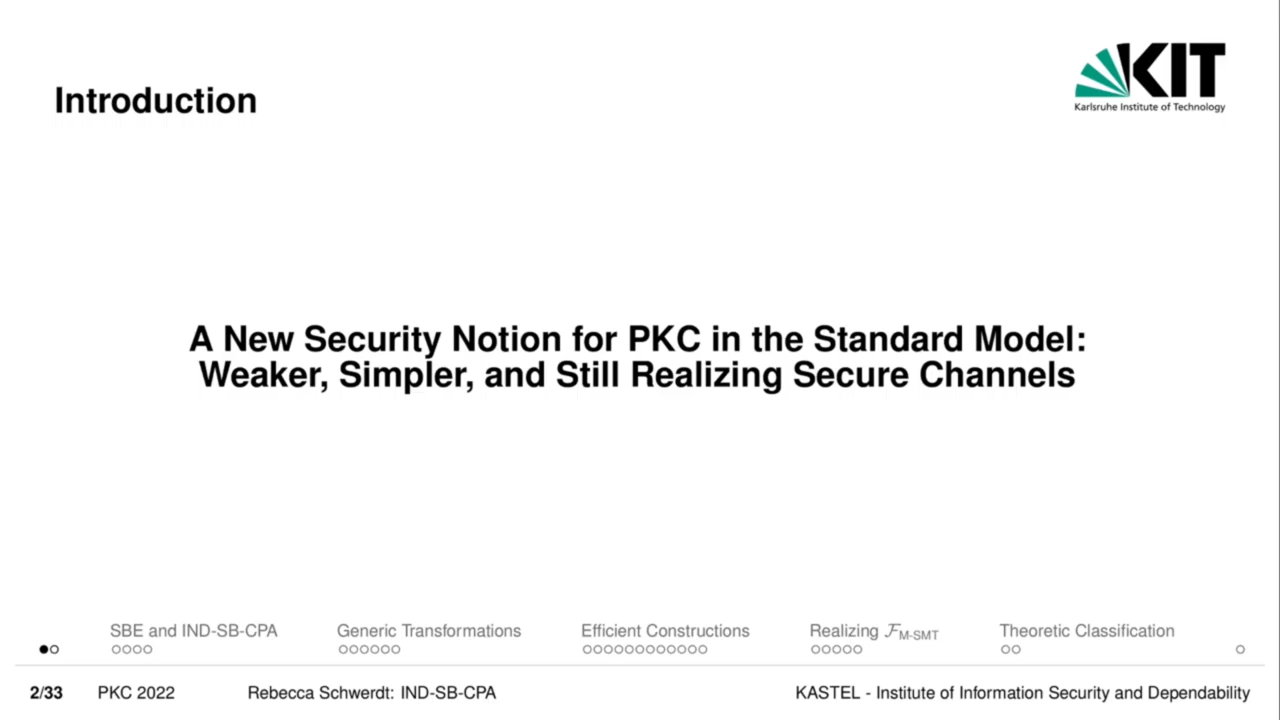 Introduction
KIT
Karlsruhe Institute of Technology
A New Security Notion for PKC in the Standard Model:
Weaker, Simpler, and Still Realizing Secure Channels
SBE and IND-SB-CPA
Generic Transformations
Efficient Constructions
Realizing ℱM-SMT
Theoretic Classification
2/33
PKC 2022
Rebecca Schwerdt: IND-SB-CPA
KASTEL - Institute of Information Security and Dependability